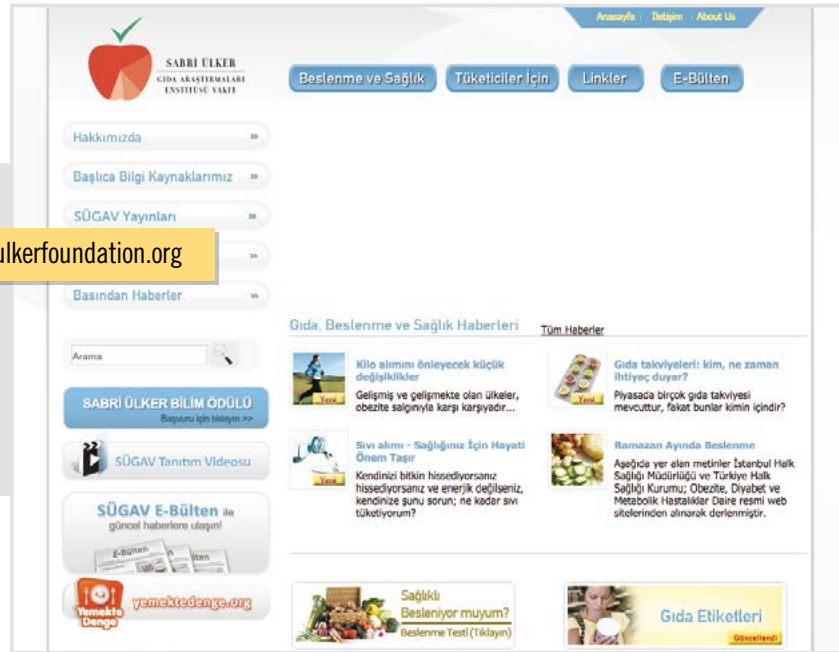 Anasayfa | İletişim | About Us
SABRİ ÜLKER
GIDA ARAŞTIRMALARI
ENSTİTÜSÜ VAKFI
Beslenme ve Sağlık
Tüketiciler İçin
Linkler
E-Bülten
Hakkımızda »
Başlıca Bilgi Kaynaklarımız »
SÜGAV Yayınları »
ulkerfoundation.org
»
Basından Haberler »
Arama
SABRİ ÜLKER BİLİM ÖDÜLÜ
Başvuru için tıklayın >>
SÜGAV Tanıtım Videosu
SÜGAV E-Bülten ile
güncel haberlere ulaşın!
E-Bülten
Yemekte
Denge
yemektedenge.org
Gıda, Beslenme ve Sağlık Haberleri
Tüm Haberler
Yeni
Kilo alımını önleyecek küçük
değişiklikler
Gelişmiş ve gelişmekte olan ülkeler,
obezite salgınıyla karşı karşıyadır...
Yeni
Gıda takviyeleri: kim, ne zaman
ihtiyaç duyar?
Piyasada birçok gıda takviyesi
mevcuttur, fakat bunlar kimin içindir?
Yeni
Sıvı alımı - Sağlığınız İçin Hayati
Önem Taşır
Kendinizi bitkin hissediyorsanız
hissediyorsanız ve enerjik değilseniz,
kendinize şunu sorun; ne kadar sıvı
tüketiyorum?
Ramazan Ayında Beslenme
Aşağıda yer alan metinler İstanbul Halk
Sağlığı Müdürlüğü ve Türkiye Halk
Sağlığı Kurumu; Obezite, Diyabet ve
Metabolik Hastalıklar Daire resmi web
sitelerinden alınarak derlenmiştir.
Sağlıklı
Besleniyor muyum?
Beslenme Testi (Tıklayın)
Gıda Etiketleri
Güncellendi